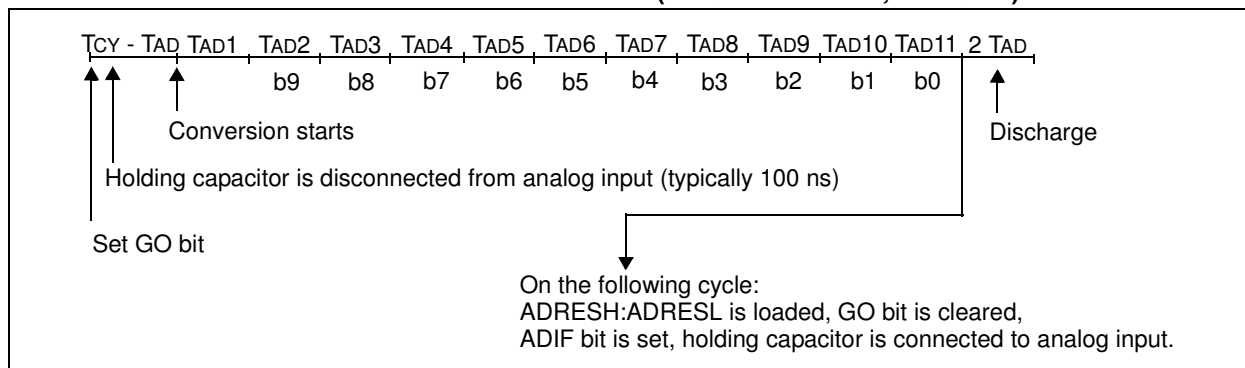 TCY - TAD TAD1 TAD2 TAD3 TAD4 TAD5 TAD6 TAD7 TAD8 TAD9 TAD10 TAD11 2 TAD
b9 b8 b7 b6 b5 b4 b3 b2 b1 b0
Conversion starts
Discharge
Holding capacitor is disconnected from analog input (typically 100 ns)
Set GO bit
On the following cycle:
ADRESH:ADRESL is loaded, GO bit is cleared,
ADIF bit is set, holding capacitor is connected to analog input.